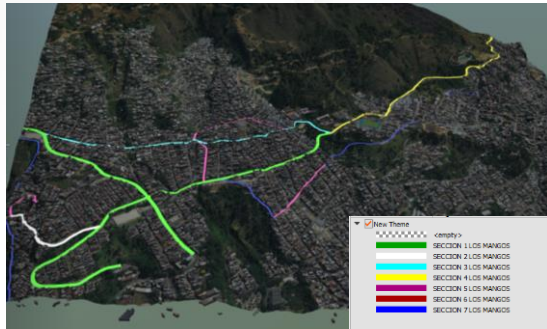 New Theme
<empty>
SECCION 1 LOS MANGOS
SECCION 2 LOS MANGOS
SECCION 3 LOS MANGOS
SECCION 4 LOS MANGOS
SECCION 5 LOS MANGOS
SECCION 6 LOS MANGOS
SECCION 7 LOS MANGOS